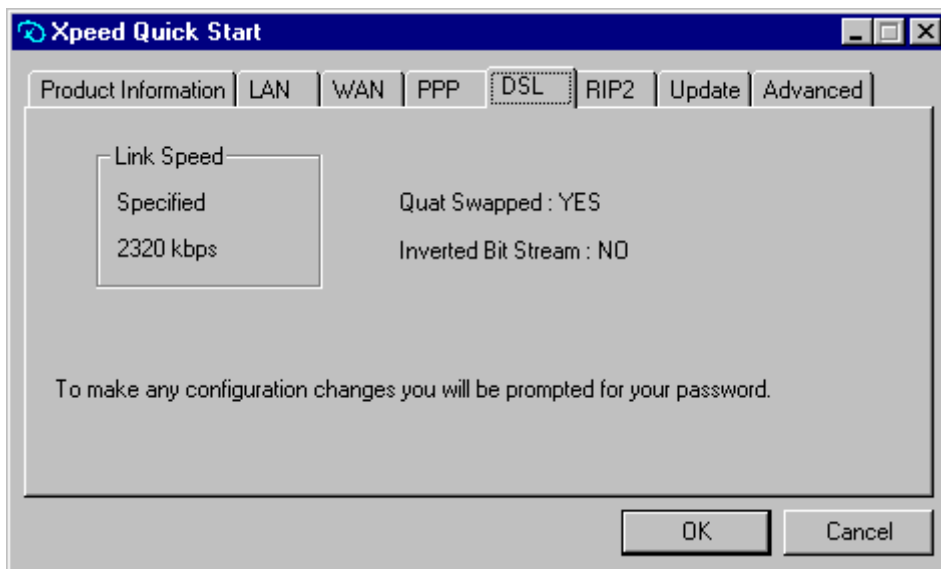 Xpeed Quick Start
Product Information LAN WAN PPP DSL RIP2 Update Advanced
Link Speed
Specified
2320 kbps
Quat Swapped : YES
Inverted Bit Stream : NO
To make any configuration changes you will be prompted for your password.
OK Cancel